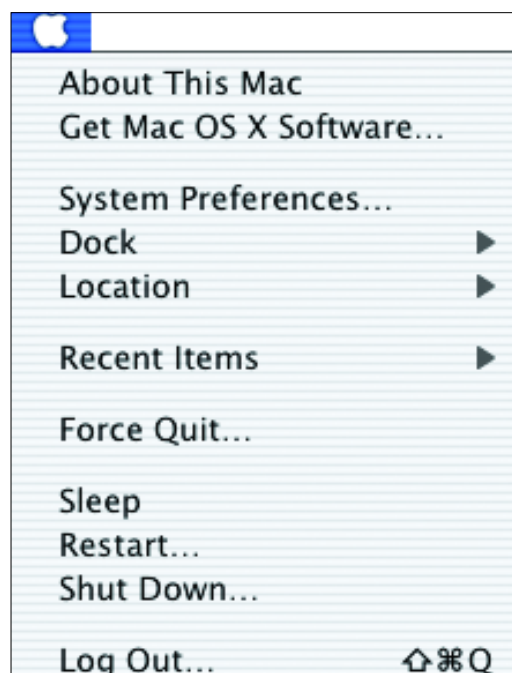 About This Mac
Get Mac OS X Software...
System Preferences...
Dock
Location
Recent Items
Force Quit...
Sleep
Restart...
Shut Down...
Log Out... ⇧⌘Q